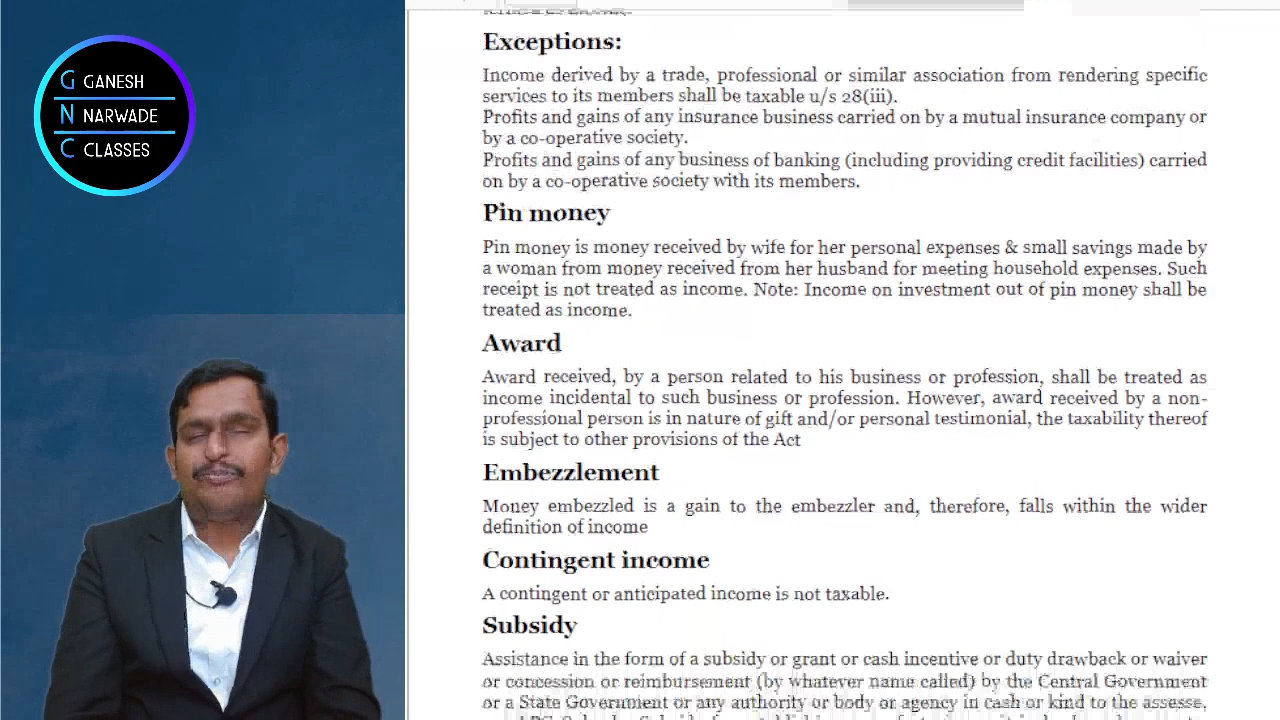 G GANESH
N NARWADE
C CLASSES
Exceptions:
Income derived by a trade, professional or similar association from rendering specific
services to its members shall be taxable u/s 28(iii).
Profits and gains of any insurance business carried on by a mutual insurance company or
by a co-operative society.
Profits and gains of any business of banking (including providing credit facilities) carried
on by a co-operative society with its members.
Pin money
Pin money is money received by wife for her personal expenses & small savings made by
a woman from money received from her husband for meeting household expenses. Such
receipt is not treated as income. Note: Income on investment out of pin money shall be
treated as income.
Award
Award received, by a person related to his business or profession, shall be treated as
income incidental to such business or profession. However, award received by a non-
professional person is in nature of gift and/or personal testimonial, the taxability thereof
is subject to other provisions of the Act
Embezzlement
Money embezzled is a gain to the embezzler and, therefore, falls within the wider
definition of income
Contingent income
A contingent or anticipated income is not taxable.
Subsidy
Assistance in the form of a subsidy or grant or cash incentive or duty drawback or waiver
or concession or reimbursement (by whatever name called) by the Central Government
or a State Government or any authority or body or agency in cash or kind to the assesse,